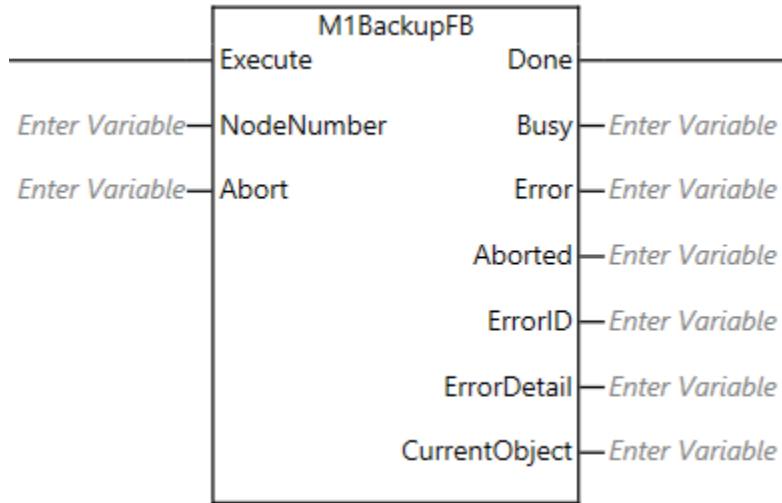 M1BackupFB
Execute Done
Enter Variable NodeNumber Busy Enter Variable
Enter Variable Abort Error Enter Variable
Aborted Enter Variable
ErrorID Enter Variable
ErrorDetail Enter Variable
CurrentObject Enter Variable